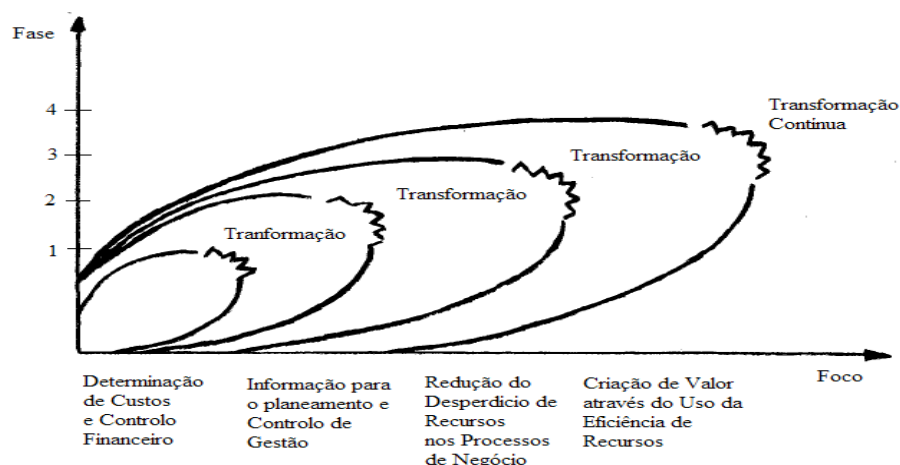 Fase
4
3
2
1
Transformação
Contínua
Transformação
Transformação
Tranformação
Foco
Determinação
de Custos
e Controlo
Financeiro
Informação para
o planeamento e
Controlo de
Gestão
Redução do
Desperdicio de
Recursos
nos Processos
de Negócio
Criação de Valor
através do Uso da
Eficiência de
Recursos